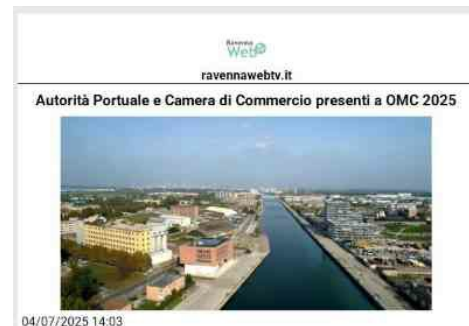 Ravenna
Web
ravennawebtv.it
Autorità Portuale e Camera di Commercio presenti a OMC 2025
04/07/2025 14:03